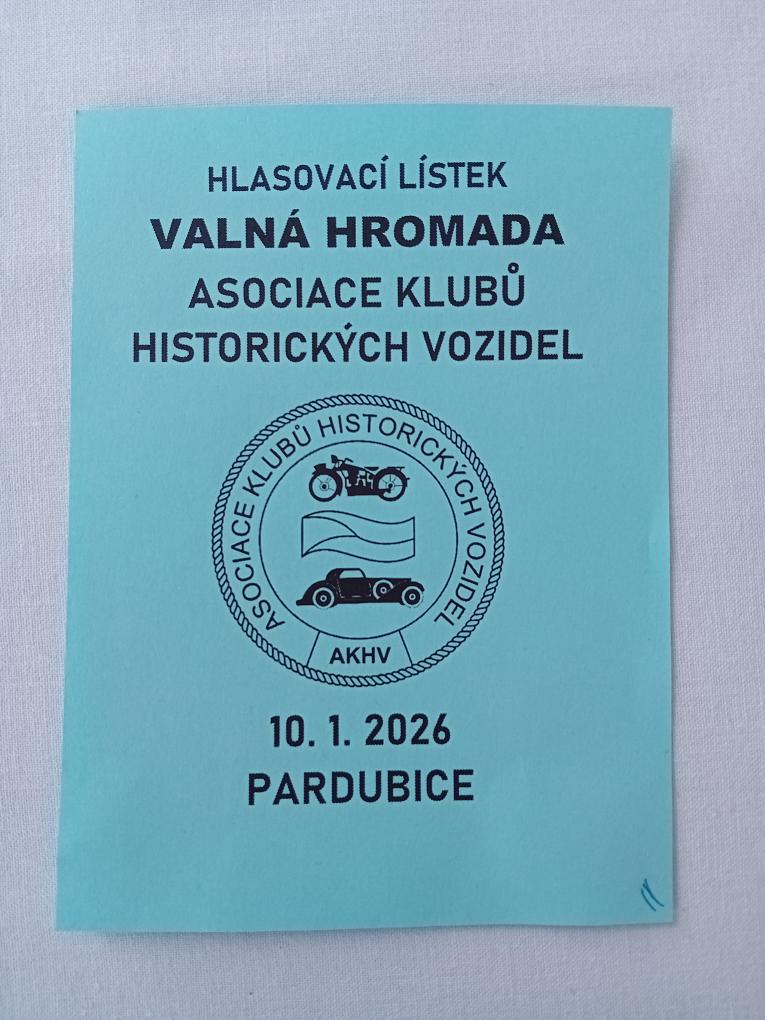 HLASOVACÍ LÍSTEK
VALNÁ HROMADA
ASOCIACE KLUBŮ
HISTORICKÝCH VOZIDEL
ASOCIACE KLUBŮ HISTORICKÝCH VOZIDEL
AKHV
10. 1. 2026
PARDUBICE